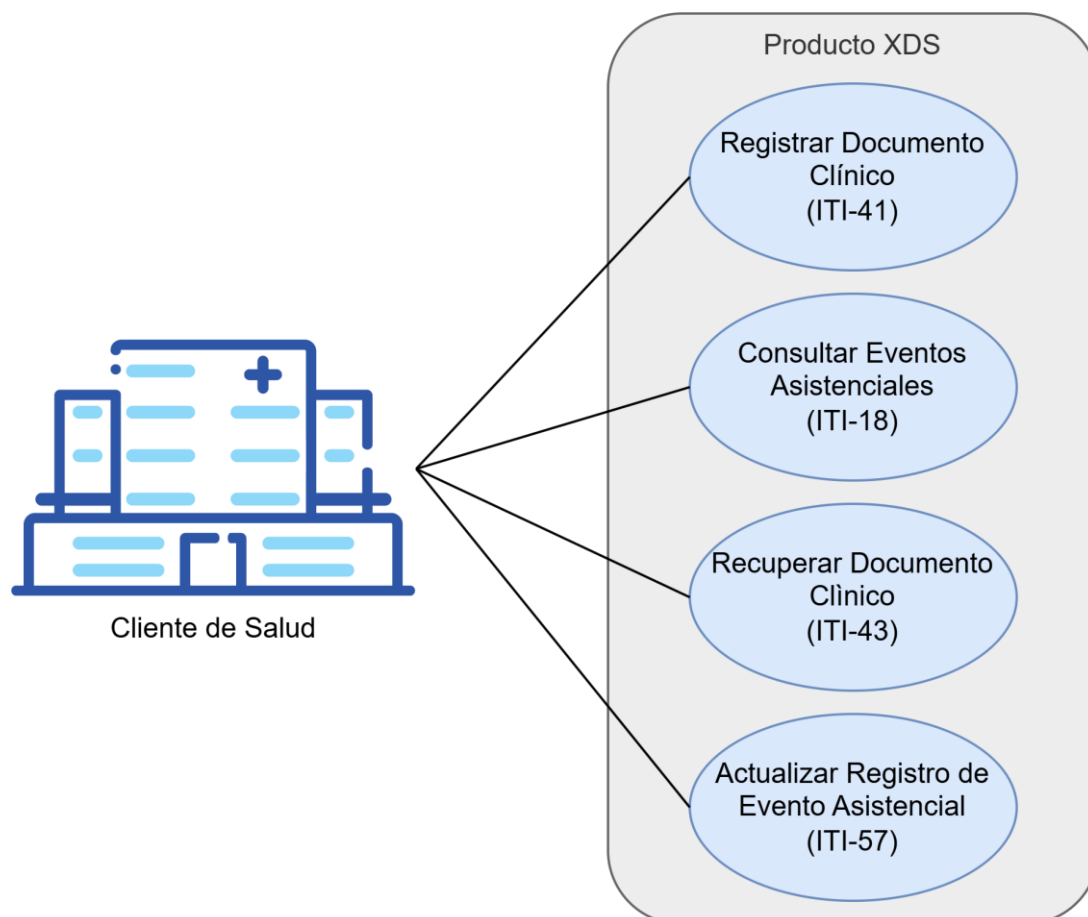 Producto XDS
Registrar Documento
Clínico
(ITI-41)
Consultar Eventos
Asistenciales
(ITI-18)
Recuperar Documento
Clìnico
(ITI-43)
Cliente de Salud
Actualizar Registro de
Evento Asistencial
(ITI-57)